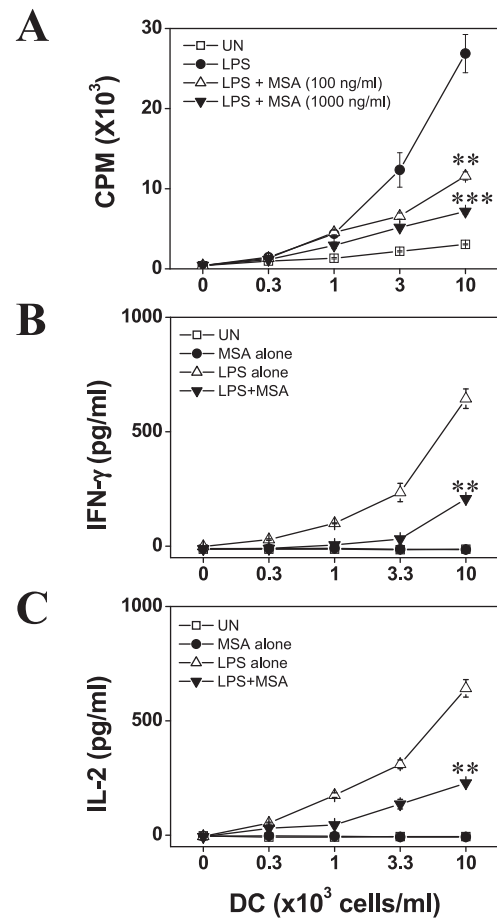 A
CPM (X10³)
30
20
10
0
UN
LPS
LPS + MSA (100 ng/ml)
LPS + MSA (1000 ng/ml)
**
***
0 0.3 1 3 10
B
IFN-γ (pg/ml)
1000
500
0
UN
MSA alone
LPS alone
LPS+MSA
**
0 0.3 1 3.3 10
C
IL-2 (pg/ml)
1000
500
0
UN
MSA alone
LPS alone
LPS+MSA
**
0 0.3 1 3.3 10
DC (x10³ cells/ml)